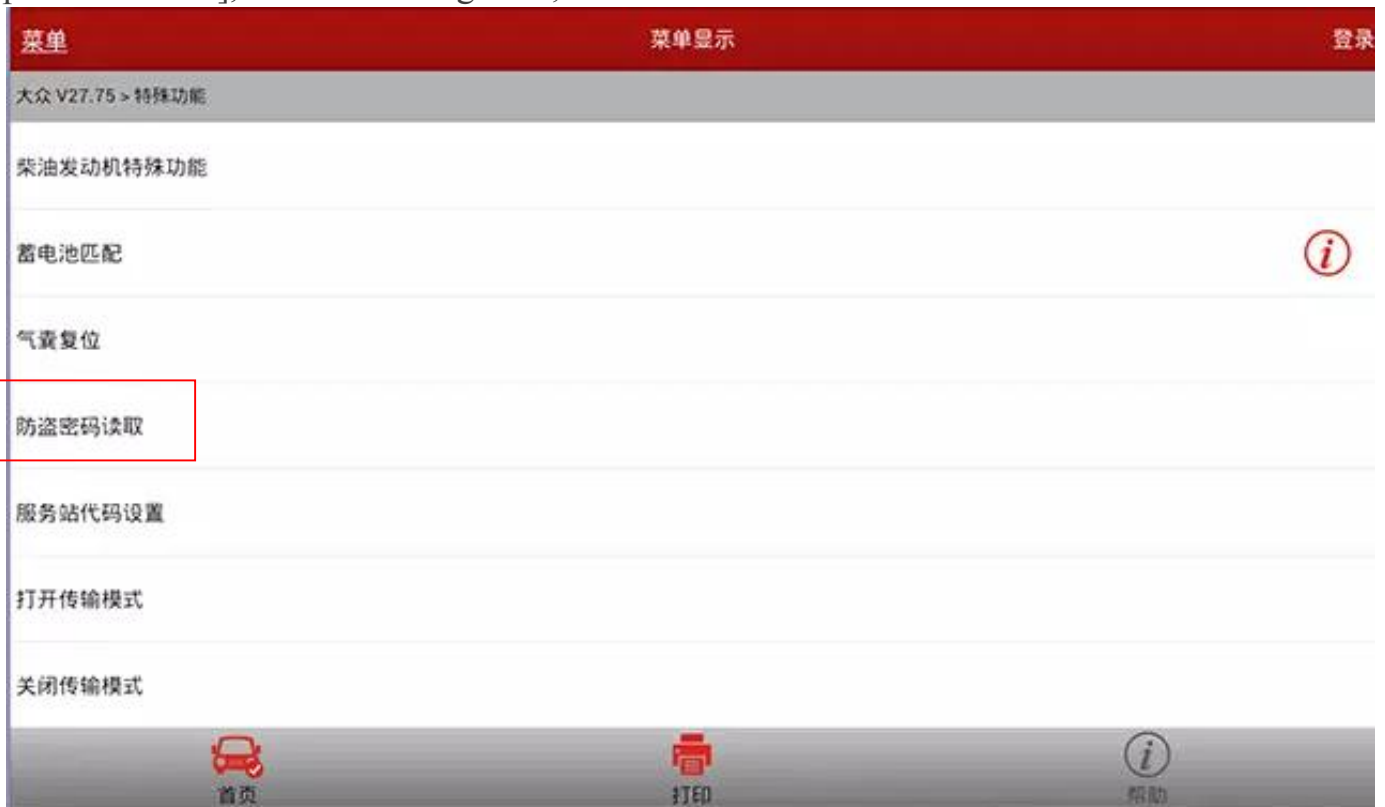 菜单
菜单显示
登录
大众 V27.75 > 特殊功能
柴油发动机特殊功能
蓄电池匹配
i
气囊复位
防盗密码读取
服务站代码设置
打开传输模式
关闭传输模式
i
首页
打印
帮助